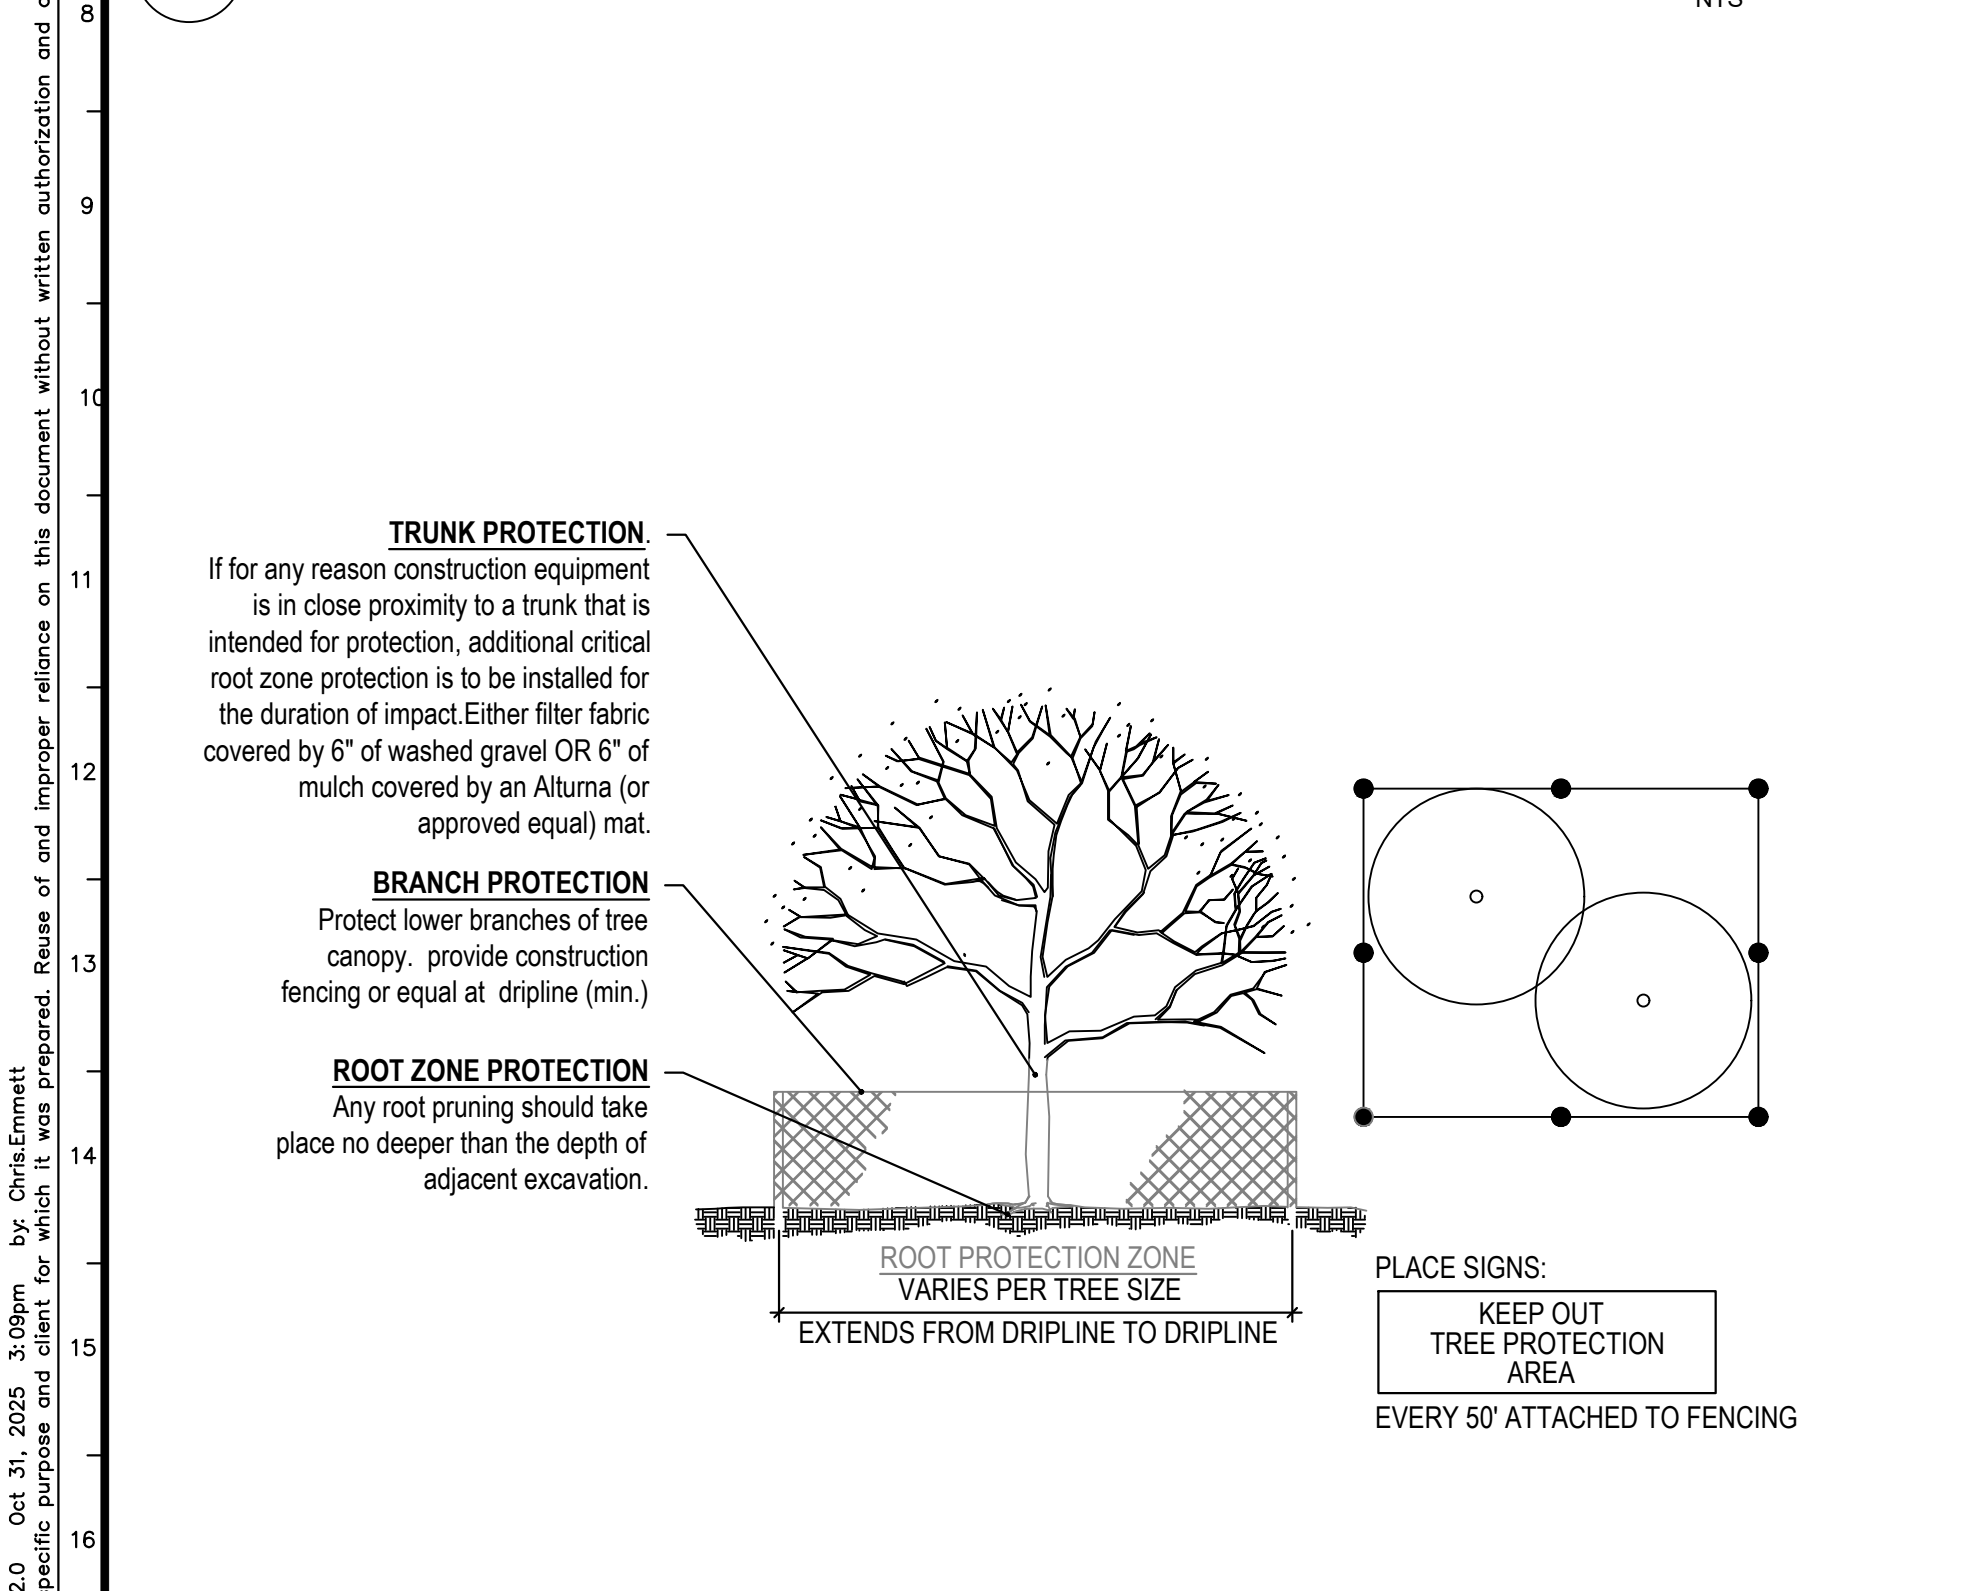 8
9
10
11
12
13
14
15
16
NTS
TRUNK PROTECTION.
If for any reason construction equipment
is in close proximity to a trunk that is
intended for protection, additional critical
root zone protection is to be installed for
the duration of impact.Either filter fabric
covered by 6" of washed gravel OR 6" of
mulch covered by an Alturna (or
approved equal) mat.
BRANCH PROTECTION
Protect lower branches of tree
canopy.  provide construction
fencing or equal at  dripline (min.)
ROOT ZONE PROTECTION
Any root pruning should take
place no deeper than the depth of
adjacent excavation.
ROOT PROTECTION ZONE
VARIES PER TREE SIZE
EXTENDS FROM DRIPLINE TO DRIPLINE
PLACE SIGNS:
KEEP OUT
TREE PROTECTION
AREA
EVERY 50' ATTACHED TO FENCING
2.0 Oct 31, 2025 3:09pm by: Chris.Emmett
specific purpose and client for which it was prepared. Reuse of and improper reliance on this document without written authorization and